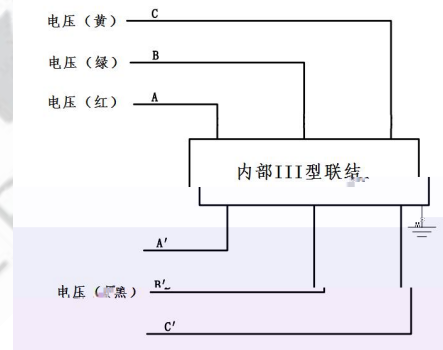 电压（黄） C
电压（绿） B
电压（红） A
内部III型联结
A′
电压（ 黑） B′
C′